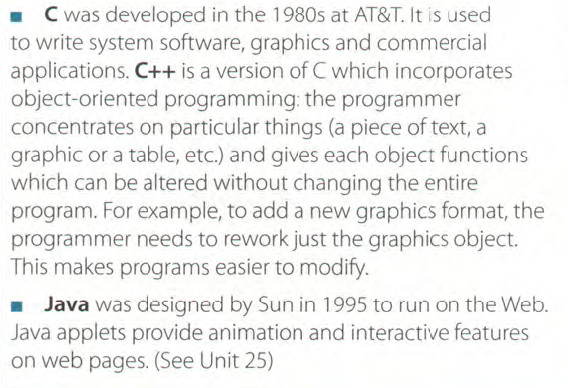 ■ C was developed in the 1980s at AT&T. It is used
to write system software, graphics and commercial
applications. C++ is a version of C which incorporates
object-oriented programming: the programmer
concentrates on particular things (a piece of text, a
graphic or a table, etc.) and gives each object functions
which can be altered without changing the entire
program. For example, to add a new graphics format, the
programmer needs to rework just the graphics object.
This makes programs easier to modify.
■ Java was designed by Sun in 1995 to run on the Web.
Java applets provide animation and interactive features
on web pages. (See Unit 25)